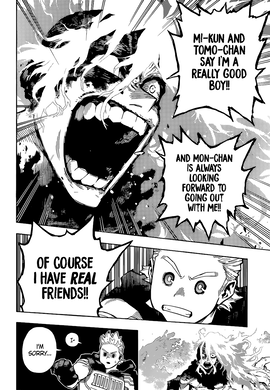 MI-KUN AND
TOMO-CHAN
SAY I'M A
REALLY GOOD
BOY!!
AND MON-CHAN
IS ALWAYS
LOOKING
FORWARD TO
GOING OUT
WITH ME!!
OF COURSE
I HAVE REAL
FRIENDS!!
I-
I'M
SORRY...